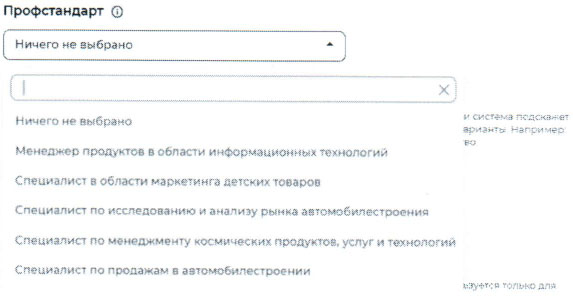 Профстандарт
Ничего не выбрано
Ничего не выбрано
и система подскажет
варианты. Например:
Менеджер продуктов в области информационных технологий
Специалист в области маркетинга детских товаров
Специалист по исследованию и анализу рынка автомобилестроения
Специалист по менеджменту космических продуктов, услуг и технологий
Специалист по продажам в автомобилестроении
только для